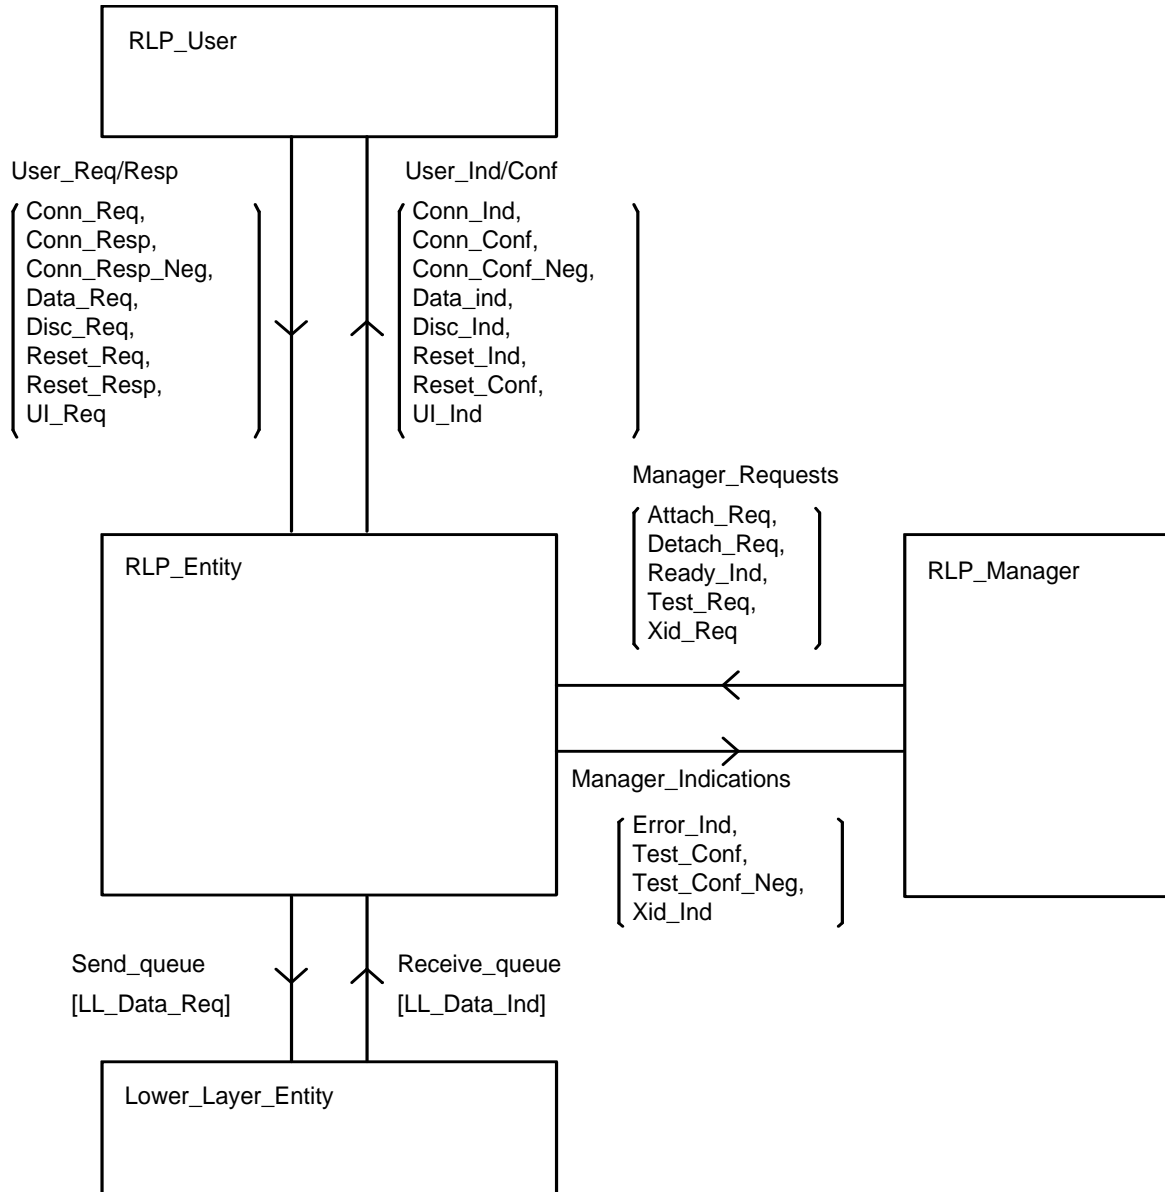 RLP_User
User_Req/Resp
Conn_Req,
Conn_Resp,
Conn_Resp_Neg,
Data_Req,
Disc_Req,
Reset_Req,
Reset_Resp,
UI_Req
User_Ind/Conf
Conn_Ind,
Conn_Conf,
Conn_Conf_Neg,
Data_ind,
Disc_Ind,
Reset_Ind,
Reset_Conf,
UI_Ind
Manager_Requests
Attach_Req,
Detach_Req,
Ready_Ind,
Test_Req,
Xid_Req
RLP_Entity
RLP_Manager
Manager_Indications
Error_Ind,
Test_Conf,
Test_Conf_Neg,
Xid_Ind
Send_queue
[LL_Data_Req]
Receive_queue
[LL_Data_Ind]
Lower_Layer_Entity